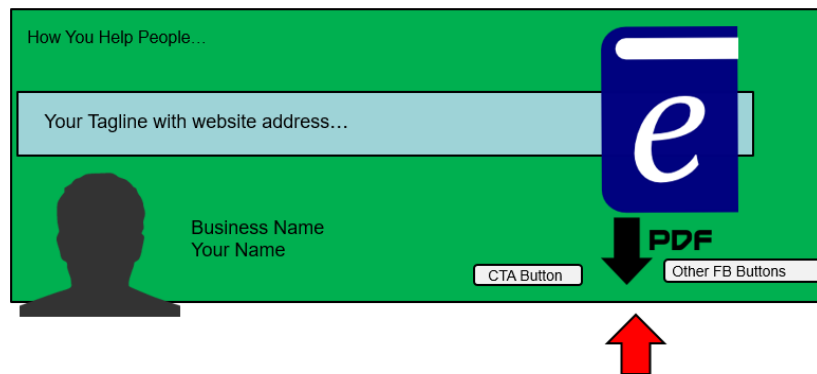 How You Help People...
Your Tagline with website address...
e
Business Name
Your Name
PDF
CTA Button
Other FB Buttons